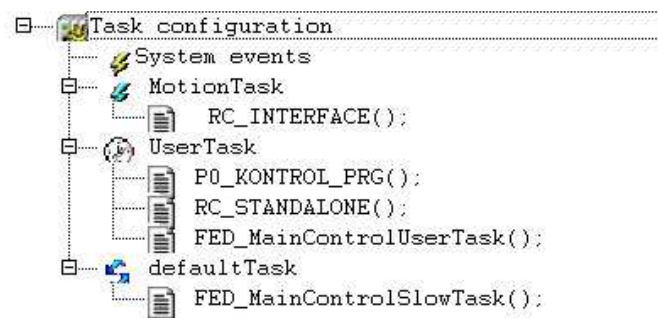 Task configuration
System events
MotionTask
RC_INTERFACE();
UserTask
P0_KONTROL_PRG();
RC_STANDALONE();
FED_MainControlUserTask();
defaultTask
FED_MainControlSlowTask();